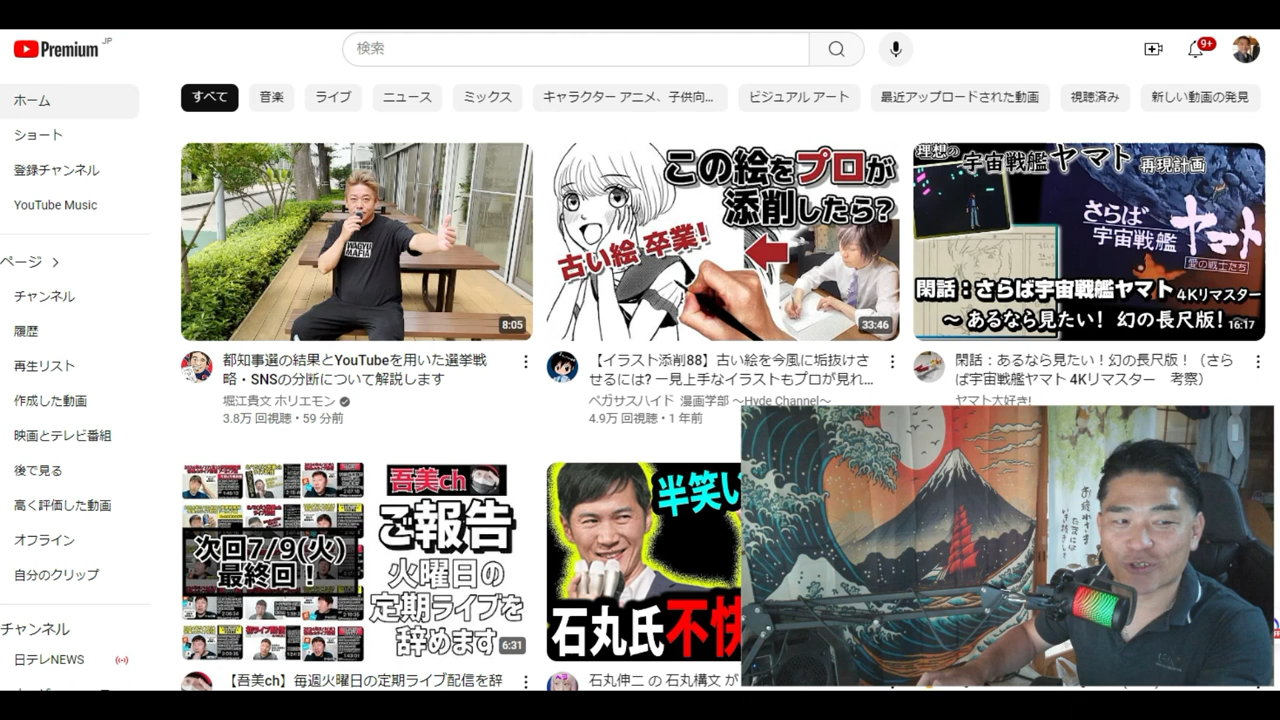 Premium JP
検索
9+
ホーム
ショート
登録チャンネル
YouTube Music
ページ
チャンネル
履歴
再生リスト
作成した動画
映画とテレビ番組
後で見る
高く評価した動画
オフライン
自分のクリップ
チャンネル
日テレNEWS
すべて
音楽
ライブ
ニュース
ミックス
キャラクター アニメ、子供向...
ビジュアル アート
最近アップロードされた動画
視聴済み
新しい動画の発見
WAGYU
MAFIA
8:05
都知事選の結果とYouTubeを用いた選挙戦
略・SNSの分断について解説します
堀江貴文 ホリエモン
3.8万 回視聴・59 分前
この絵をプロが
添削したら?
古い絵 卒業!
33:46
【イラスト添削88】古い絵を今風に垢抜けさ
せるには? 一見上手なイラストもプロが見れ...
ペガサスハイド 漫画学部 〜Hyde Channel〜
4.9万 回視聴・1 年前
理想の宇宙戦艦ヤマト 再現計画
さらば
宇宙戦艦ヤマト
愛の戦士たち
閑話：さらば宇宙戦艦ヤマト 4Kリマスター
〜 あるなら見たい! 幻の長尺版!
16:17
閑話：あるなら見たい！幻の長尺版！（さら
ば宇宙戦艦ヤマト 4Kリマスター 考察）
ヤマト大好き!
次回7/9(火)
最終回！
吾美ch
ご報告
火曜日の
定期ライブを
辞めます
6:31
【吾美ch】毎週火曜日の定期ライブ配信を辞
半笑い
石丸氏 不快
石丸伸二 の 石丸構文 が